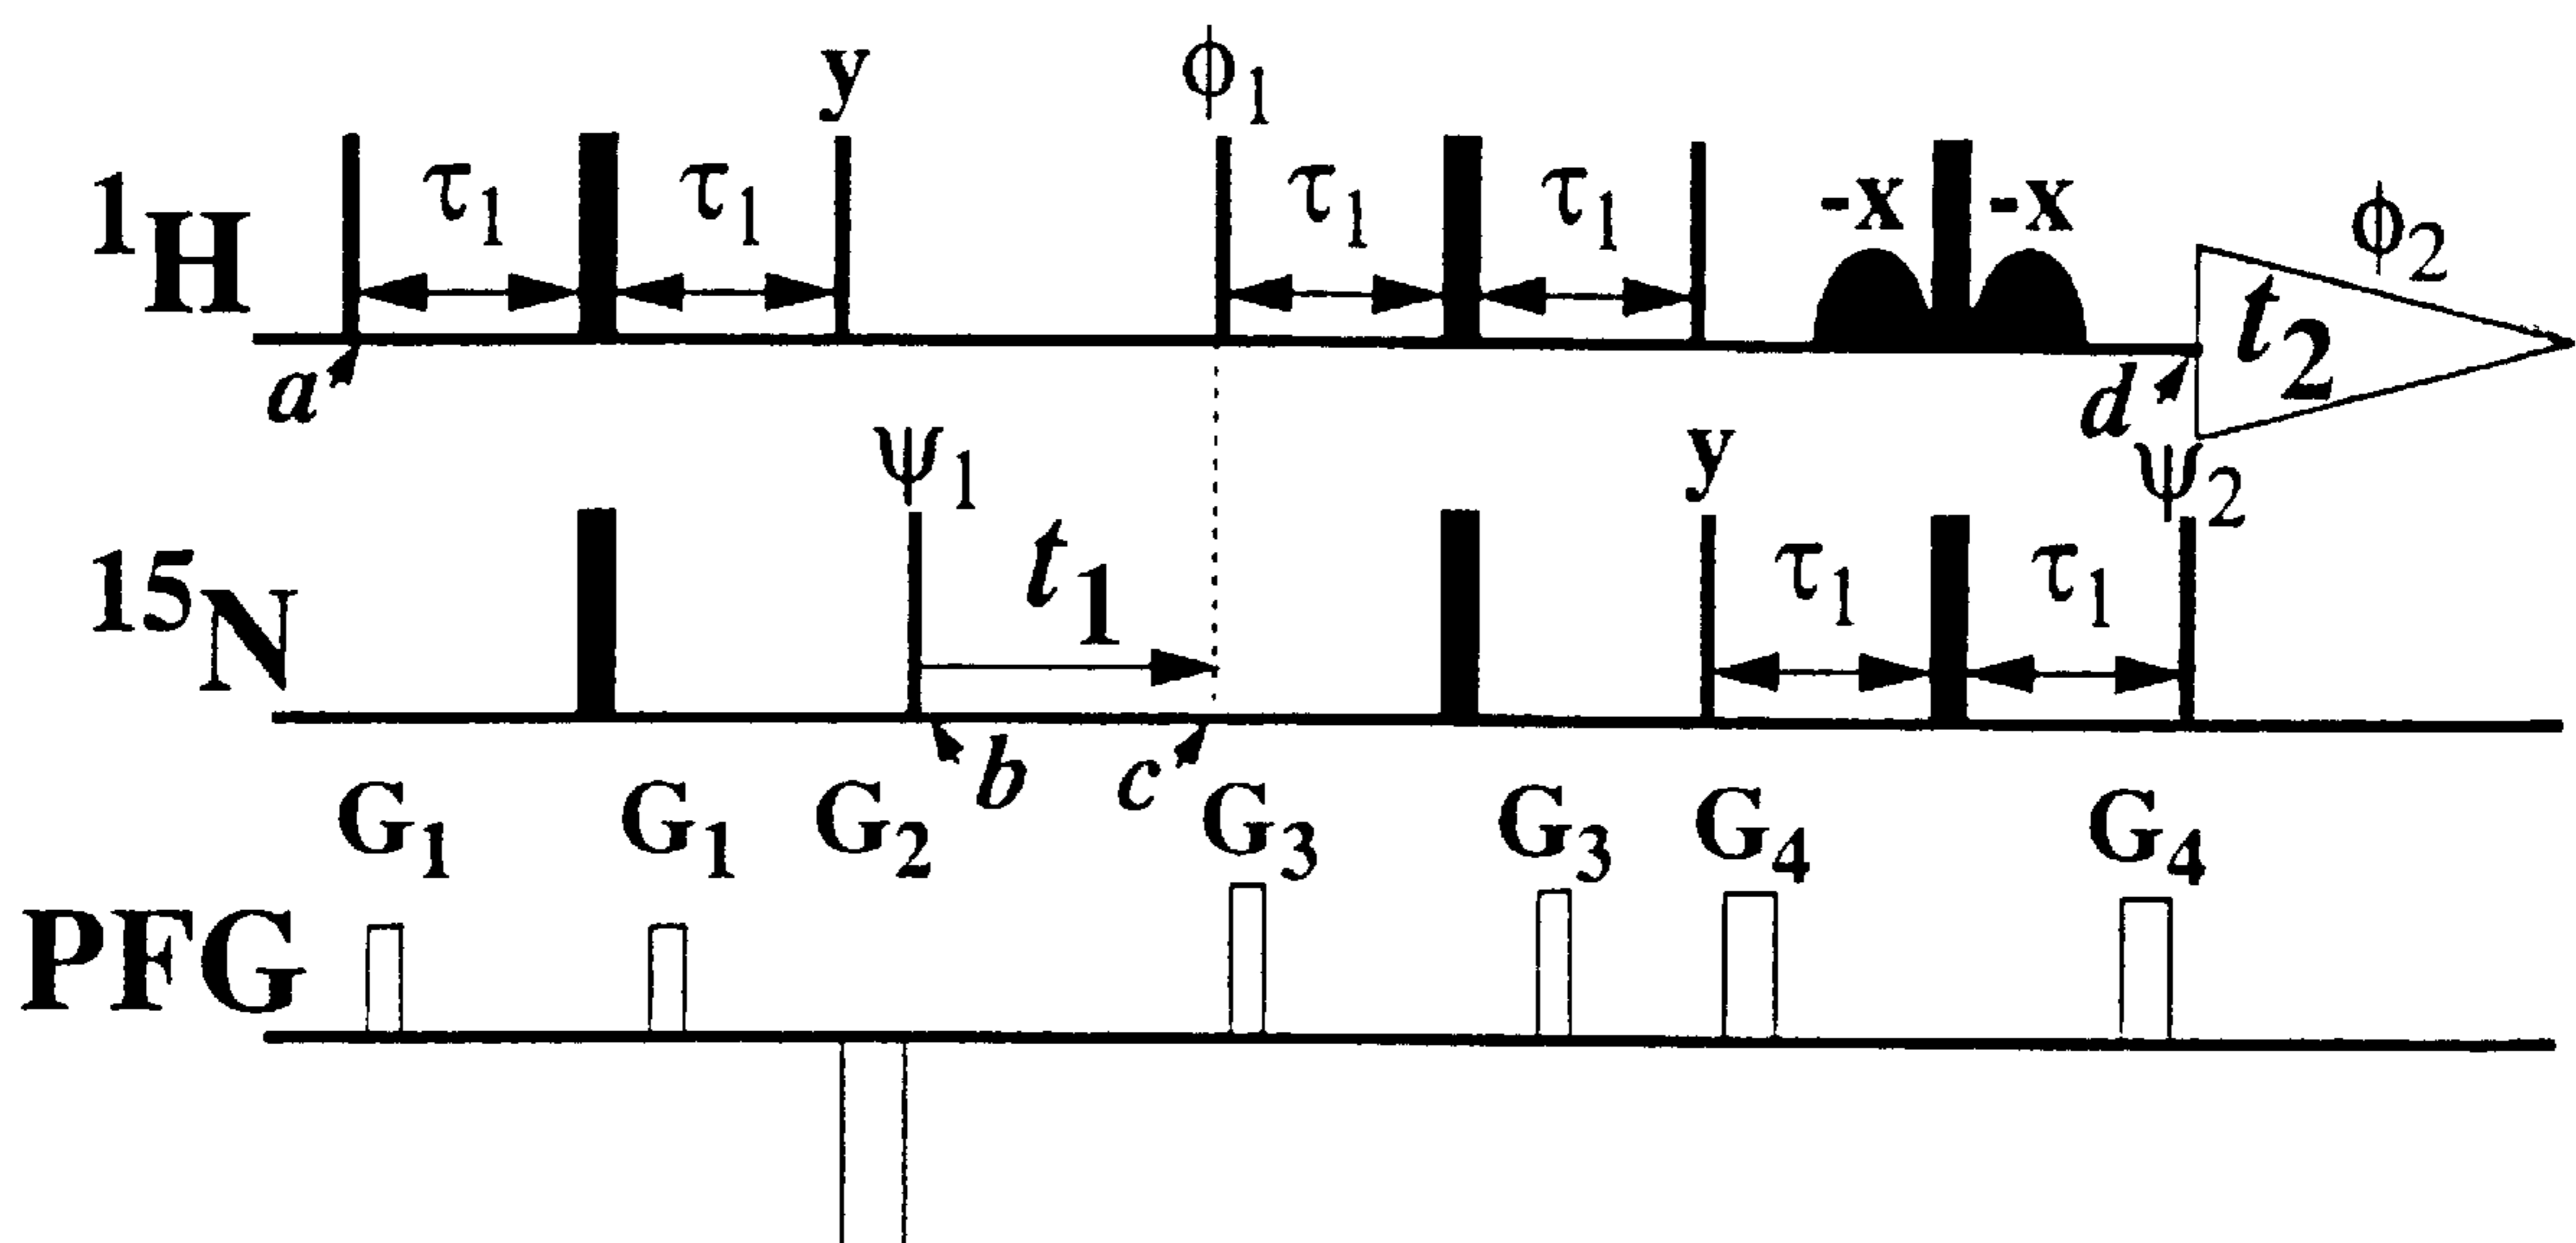 y ϕ₁
¹H τ₁ τ₁ τ₁ τ₁ -x -x ϕ₂
t₂
a d
ψ₁ y ψ₂
¹⁵N t₁ τ₁ τ₁
b c
G₁ G₁ G₂ G₃ G₃ G₄ G₄
PFG